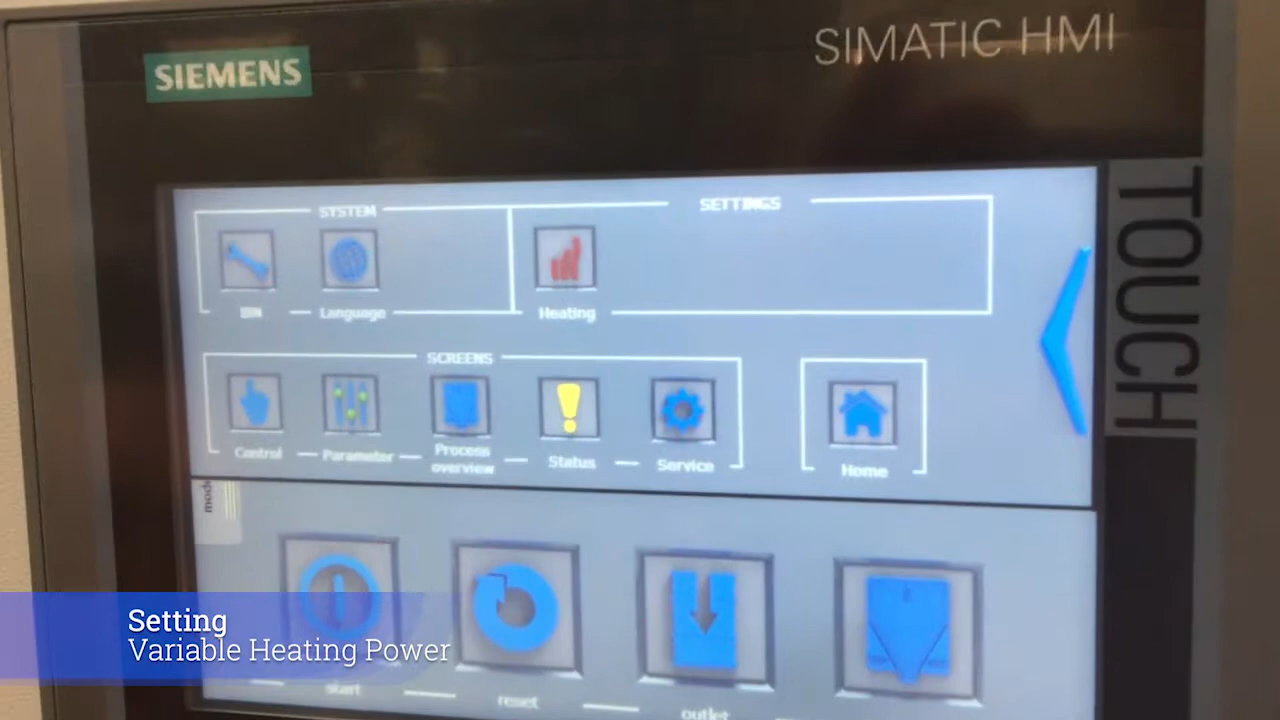 SIEMENS
SIMATIC HMI
TOUCH
SYSTEM
SETTINGS
Language
Heating
SCREENS
Control
Parameter
Process
overview
Status
Service
Home
Setting
Variable Heating Power
start
reset
outlet